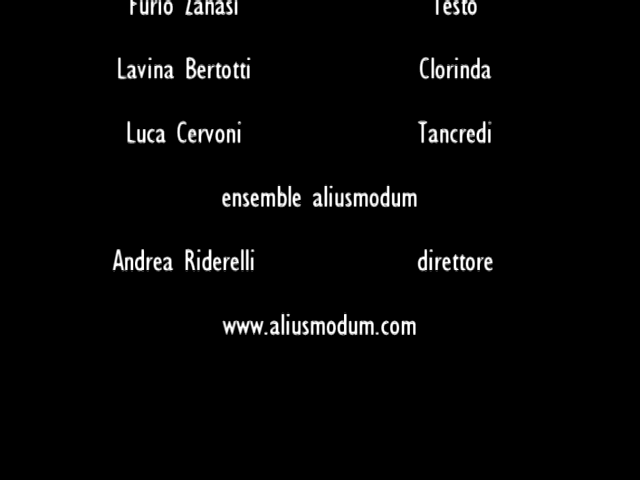 Furio Zanasi Testo
Lavina Bertotti Clorinda
Luca Cervoni Tancredi
ensemble aliusmodum
Andrea Riderelli direttore
www.aliusmodum.com